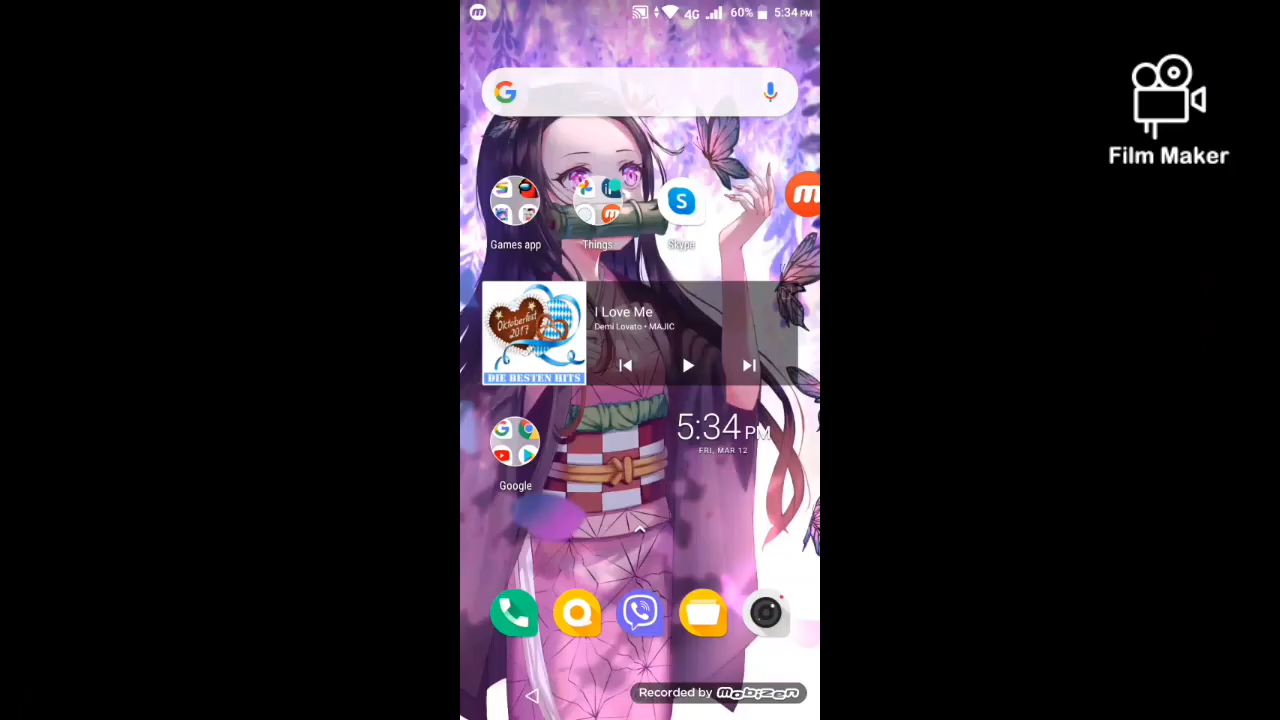 4G 60% 5:34 PM
Film Maker
Games app
Things
Skype
Oktoberfest
2017
DIE BESTEN HITS
I Love Me
Demi Lovato • MAJIC
5:34 PM
FRI, MAR 12
Google
Recorded by mobizen